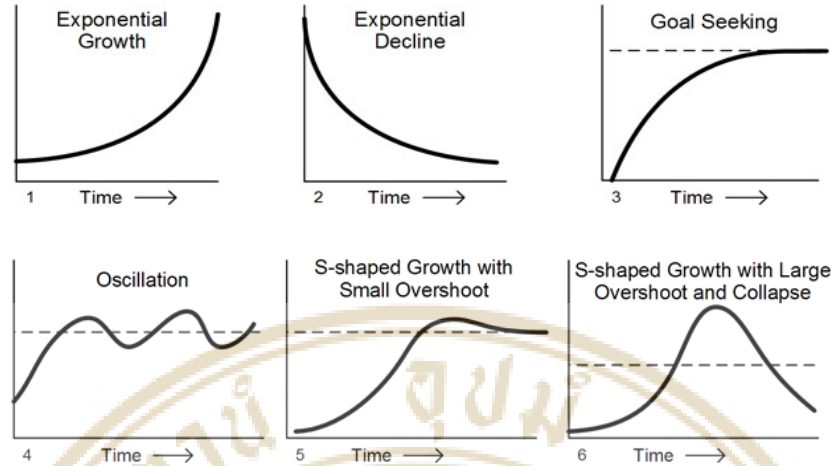 Exponential
Growth
Exponential
Decline
Goal Seeking
1 Time
2 Time
3 Time
Oscillation
S-shaped Growth with
Small Overshoot
S-shaped Growth with Large
Overshoot and Collapse
4 Time
5 Time
6 Time